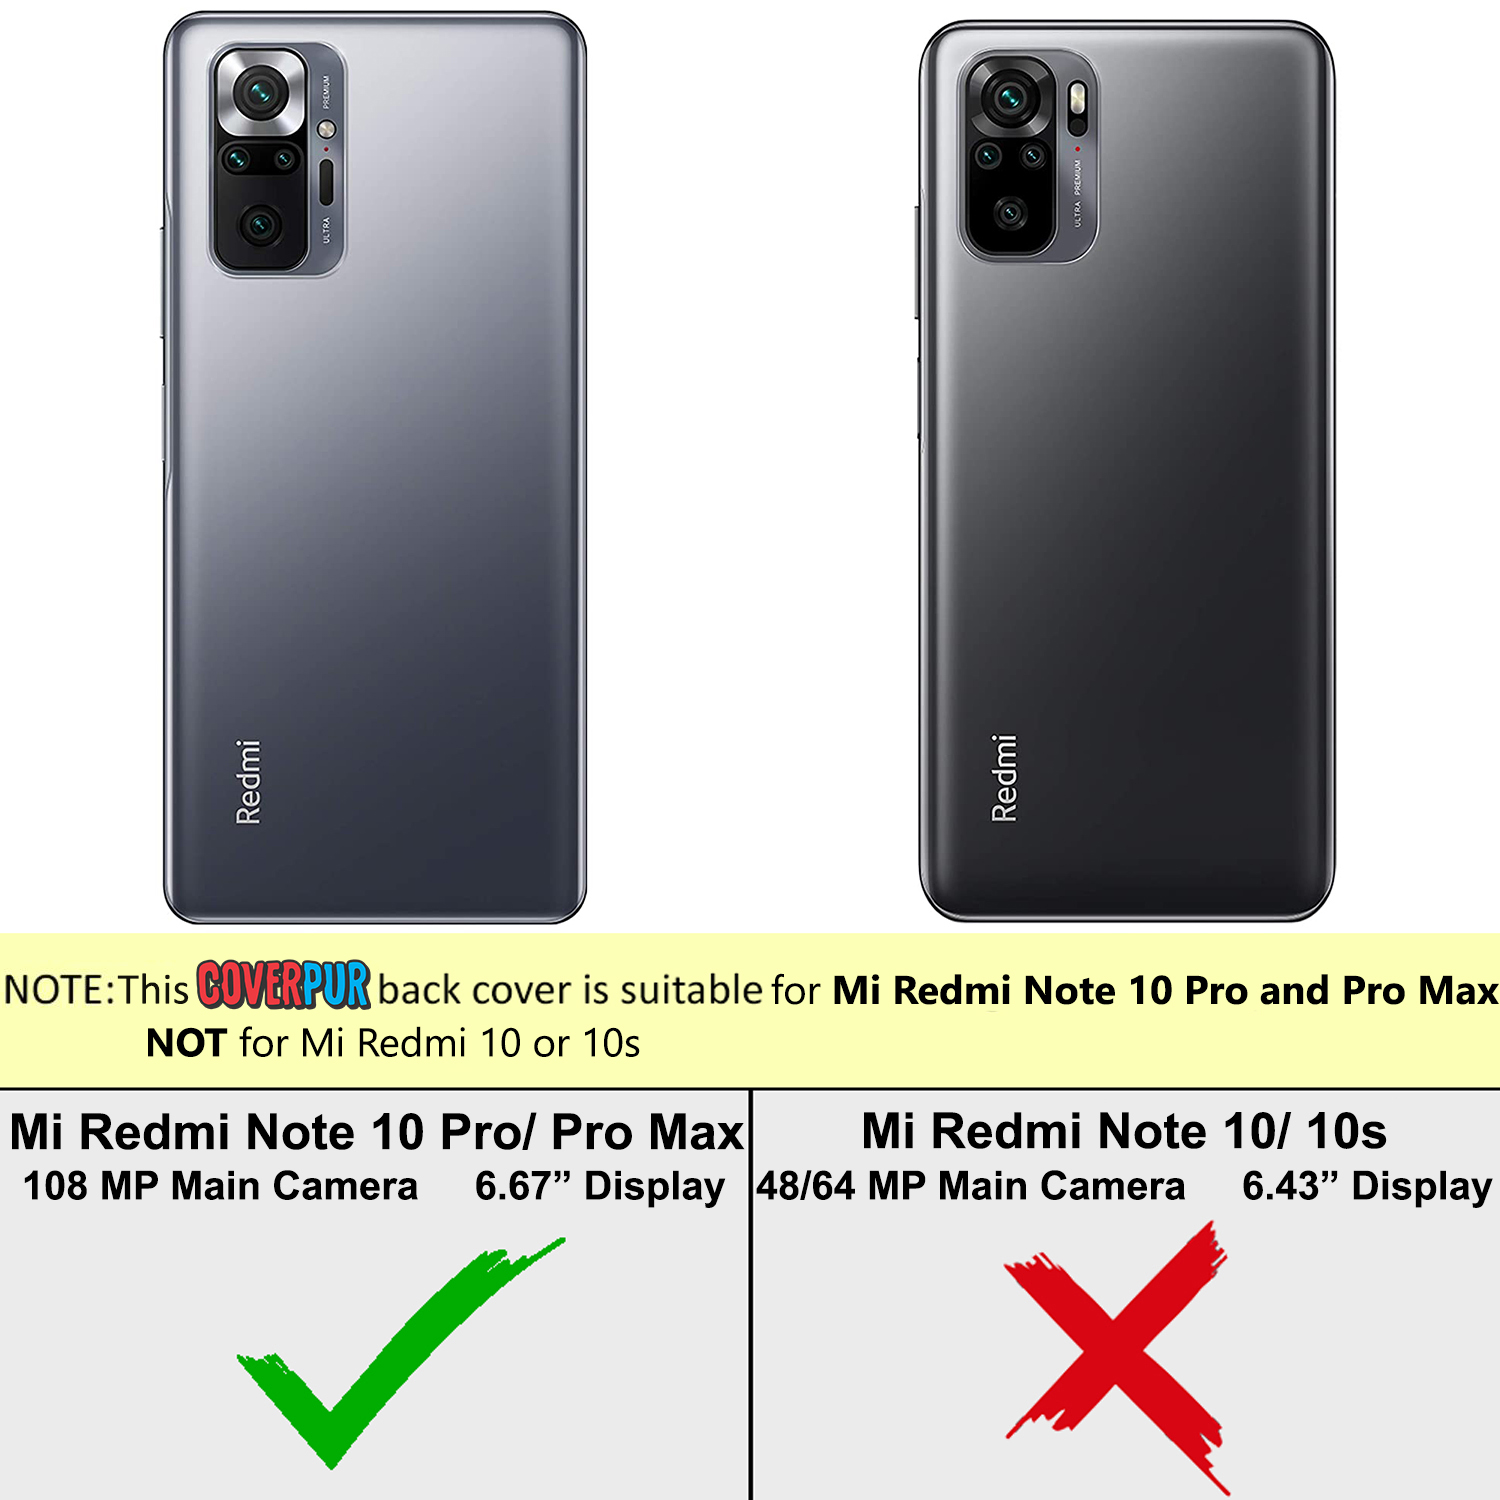 PREMIUM
ULTRA
Redmi
ULTRA PREMIUM
Redmi
NOTE:This COVERPUR back cover is suitable for Mi Redmi Note 10 Pro and Pro Max
NOT for Mi Redmi 10 or 10s
Mi Redmi Note 10 Pro/ Pro Max
108 MP Main Camera 6.67” Display
Mi Redmi Note 10/ 10s
48/64 MP Main Camera 6.43” Display